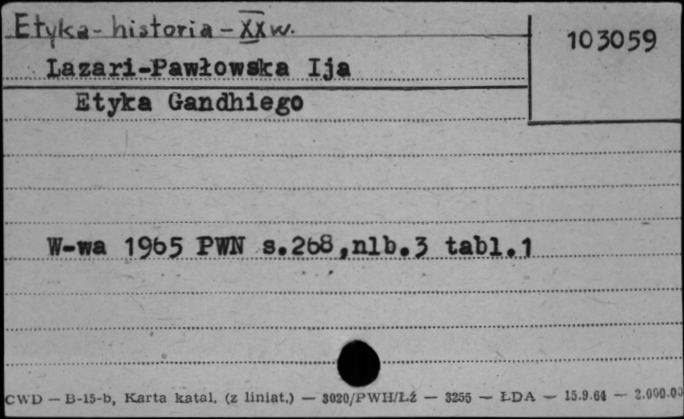 Etyka - historia - XX w.
103059
Lazari-Pawłowska Ija
Etyka Gandhiego
W-wa 1965 PWN s.268,nlb.3 tabl.1
CWD — B-15-b, Karta katal. (z liniat.) — 3020/PWH/Łź — 3255 — ŁDA — 15.9.64 — 2.000.00